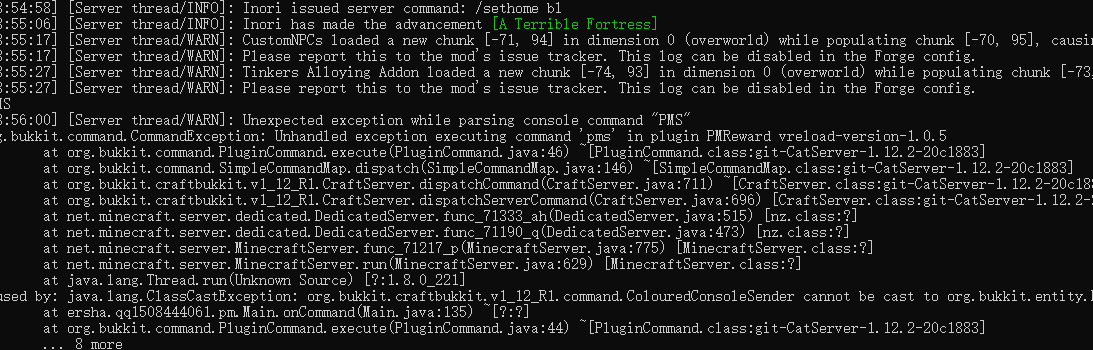 3:54:58] [Server thread/INFO]: Inori issued server command: /sethome b1
3:55:06] [Server thread/INFO]: Inori has made the advancement [A Terrible Fortress]
3:55:17] [Server thread/WARN]: CustomNPCs loaded a new chunk [-71, 94] in dimension 0 (overworld) while populating chunk [-70, 95], causin
3:55:17] [Server thread/WARN]: Please report this to the mod's issue tracker. This log can be disabled in the Forge config.
3:55:27] [Server thread/WARN]: Tinkers Alloying Addon loaded a new chunk [-74, 93] in dimension 0 (overworld) while populating chunk [-73,
3:55:27] [Server thread/WARN]: Please report this to the mod's issue tracker. This log can be disabled in the Forge config.
MS
3:56:00] [Server thread/WARN]: Unexpected exception while parsing console command "PMS"
g.bukkit.command.CommandException: Unhandled exception executing command 'pms' in plugin PMReward vreload-version-1.0.5
at org.bukkit.command.PluginCommand.execute(PluginCommand.java:46) ~[PluginCommand.class:git-CatServer-1.12.2-20c1883]
at org.bukkit.command.SimpleCommandMap.dispatch(SimpleCommandMap.java:146) ~[SimpleCommandMap.class:git-CatServer-1.12.2-20c1883]
at org.bukkit.craftbukkit.v1_12_R1.CraftServer.dispatchCommand(CraftServer.java:711) ~[CraftServer.class:git-CatServer-1.12.2-20c188
at org.bukkit.craftbukkit.v1_12_R1.CraftServer.dispatchServerCommand(CraftServer.java:696) [CraftServer.class:git-CatServer-1.12.2-2
at net.minecraft.server.dedicated.DedicatedServer.func_71333_ah(DedicatedServer.java:515) [nz.class:?]
at net.minecraft.server.dedicated.DedicatedServer.func_71190_q(DedicatedServer.java:473) [nz.class:?]
at net.minecraft.server.MinecraftServer.func_71217_p(MinecraftServer.java:775) [MinecraftServer.class:?]
at net.minecraft.server.MinecraftServer.run(MinecraftServer.java:629) [MinecraftServer.class:?]
at java.lang.Thread.run(Unknown Source) [?:1.8.0_221]
used by: java.lang.ClassCastException: org.bukkit.craftbukkit.v1_12_R1.command.ColouredConsoleSender cannot be cast to org.bukkit.entity.
at ersha.qq1508444061.pm.Main.onCommand(Main.java:135) ~[?:?]
at org.bukkit.command.PluginCommand.execute(PluginCommand.java:44) ~[PluginCommand.class:git-CatServer-1.12.2-20c1883]
... 8 more